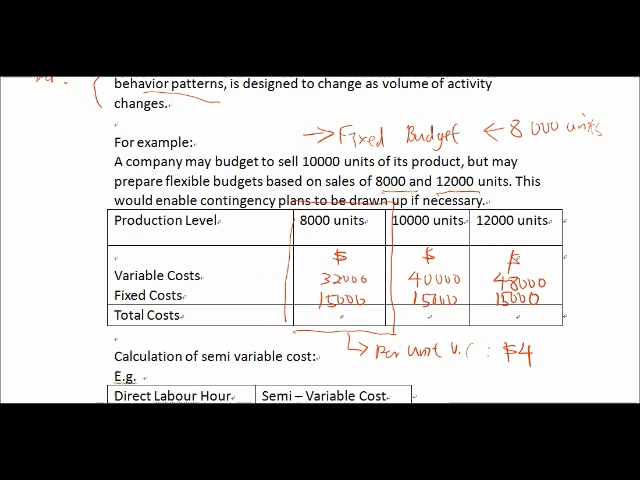 behavior patterns, is designed to change as volume of activity
changes.
For example:
→ Fixed Budget ← 8000 units
A company may budget to sell 10000 units of its product, but may
prepare flexible budgets based on sales of 8000 and 12000 units. This
would enable contingency plans to be drawn up if necessary.
Production Level 8000 units 10000 units 12000 units
$ $ $
Variable Costs 32000 40000 48000
Fixed Costs 15000 15000 15000
Total Costs
→ Per unit V.C : $4
Calculation of semi variable cost:
E.g.
Direct Labour Hour Semi – Variable Cost